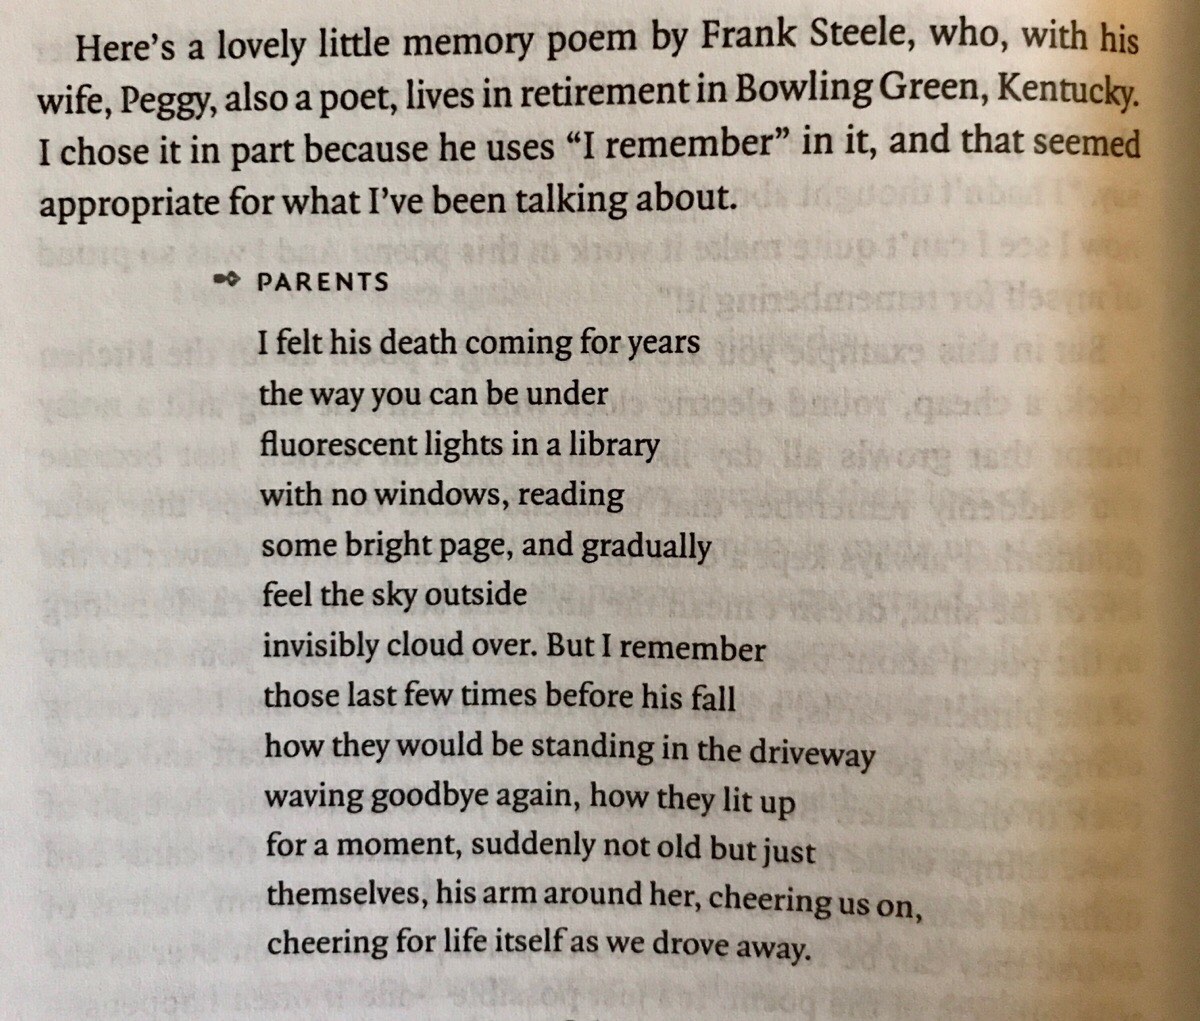 Here's a lovely little memory poem by Frank Steele, who, with his
wife, Peggy, also a poet, lives in retirement in Bowling Green, Kentucky.
I chose it in part because he uses “I remember” in it, and that seemed
appropriate for what I've been talking about.
PARENTS
I felt his death coming for years
the way you can be under
fluorescent lights in a library
with no windows, reading
some bright page, and gradually
feel the sky outside
invisibly cloud over. But I remember
those last few times before his fall
how they would be standing in the driveway
waving goodbye again, how they lit up
for a moment, suddenly not old but just
themselves, his arm around her, cheering us on,
cheering for life itself as we drove away.